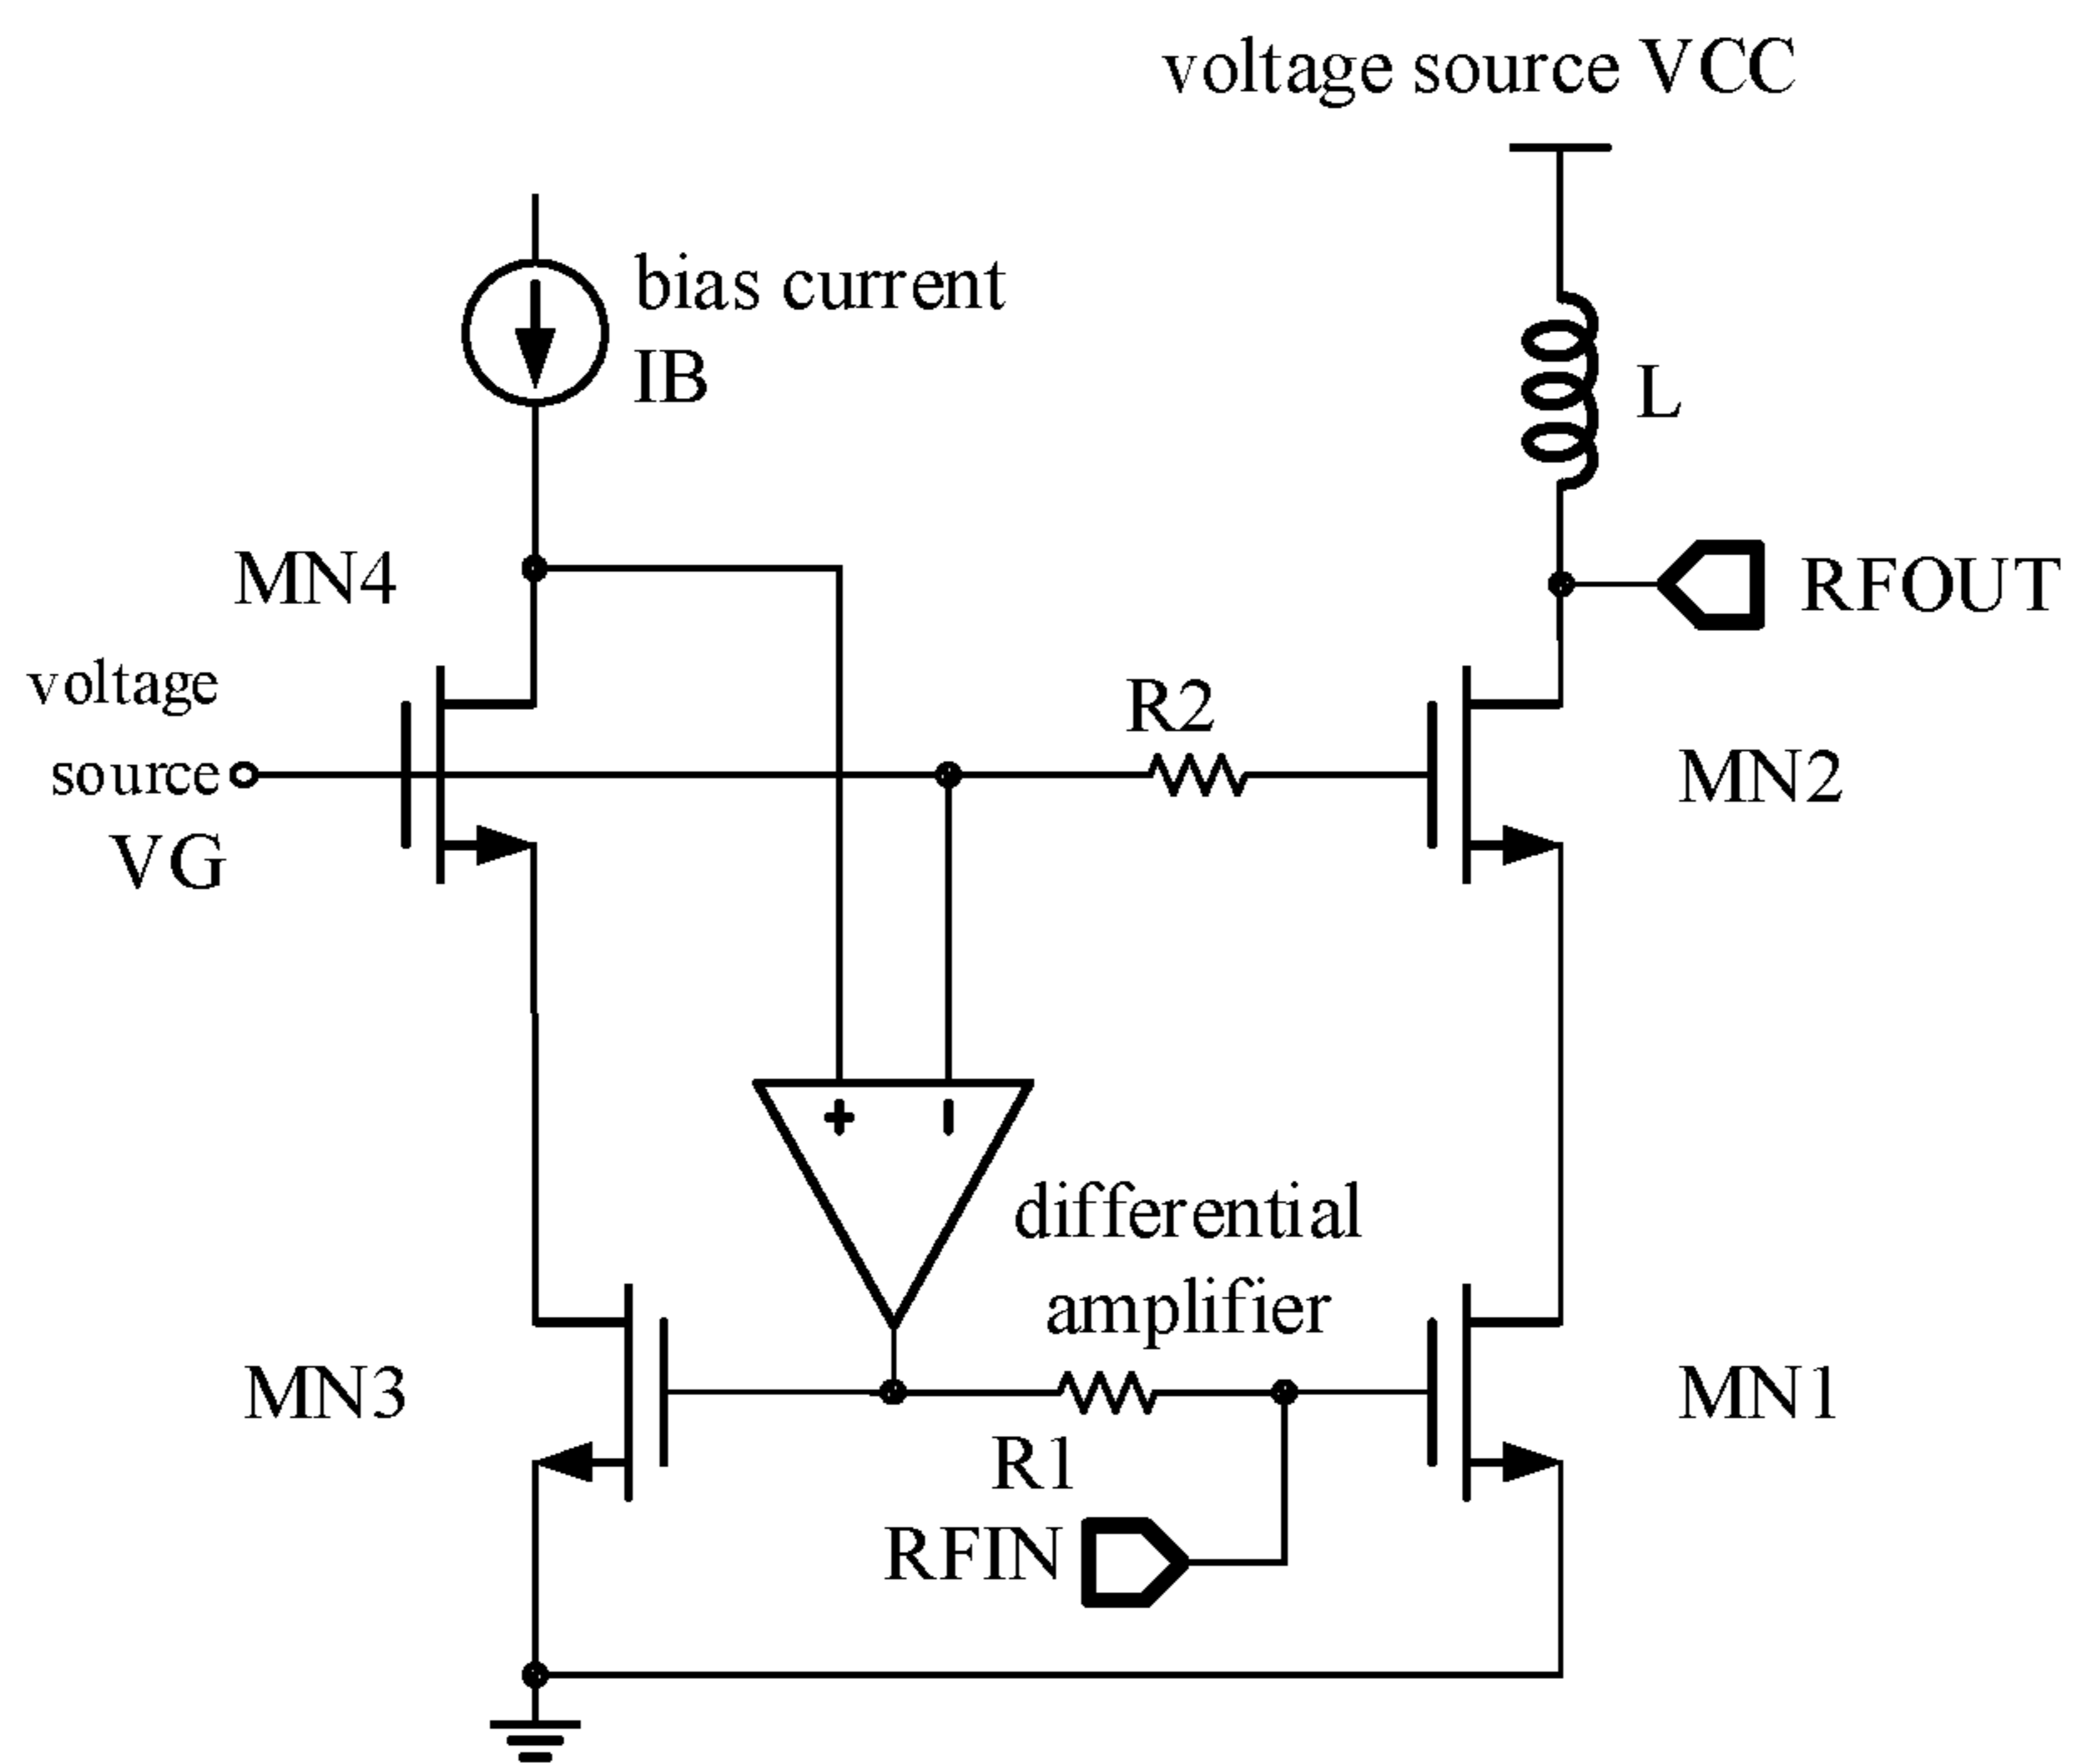 voltage source VCC
bias current
IB
L
MN4
RFOUT
voltage
source
VG
R2
MN2
+ −
differential
amplifier
MN3
R1
MN1
RFIN